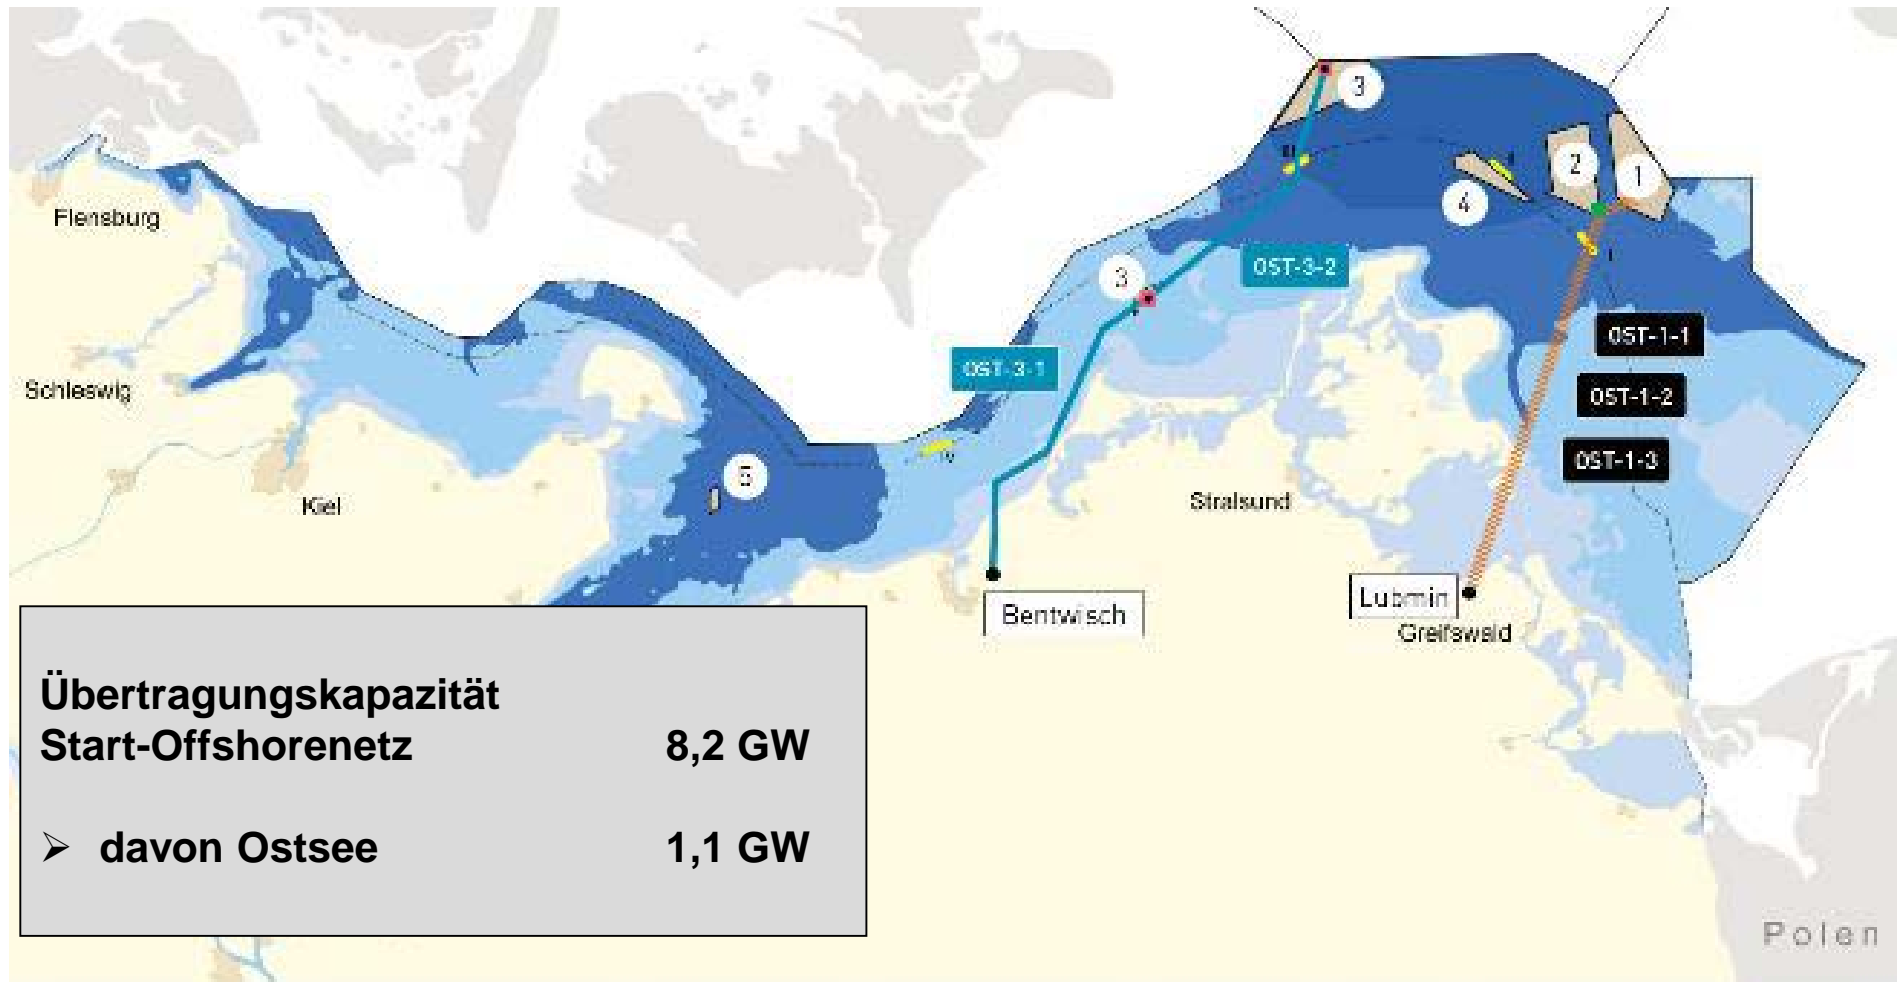 3
2
1
4
Flensburg
OST-3-2
3
OST-1-1
OST-3-1
Schleswig
OST-1-2
OST-1-3
5
Kiel
Stralsund
Lubmin
Bentwisch
Greifswald
Übertragungskapazität
Start-Offshorenetz 8,2 GW
➢ davon Ostsee 1,1 GW
Polen